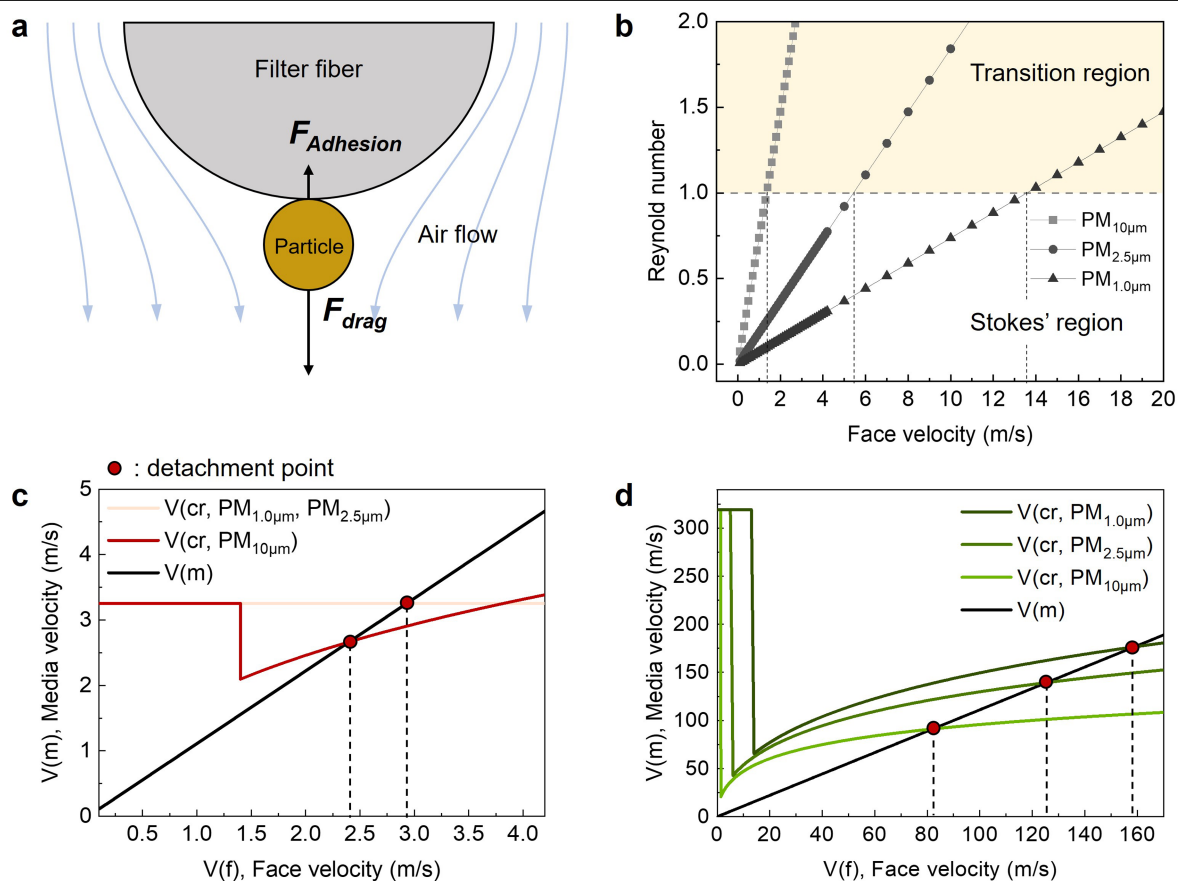 a
Filter fiber
F_Adhesion
Particle
Air flow
F_drag
b
Reynold number
2.0
1.5
1.0
0.5
0.0
Transition region
PM10μm
PM2.5μm
PM1.0μm
Stokes’ region
0 2 4 6 8 10 12 14 16 18 20
Face velocity (m/s)
: detachment point
c
V(m), Media velocity (m/s)
5
4
3
2
1
0
V(cr, PM1.0μm, PM2.5μm)
V(cr, PM10μm)
V(m)
0.5 1.0 1.5 2.0 2.5 3.0 3.5 4.0
V(f), Face velocity (m/s)
d
V(m), Media velocity (m/s)
300
250
200
150
100
50
0
V(cr, PM1.0μm)
V(cr, PM2.5μm)
V(cr, PM10μm)
V(m)
0 20 40 60 80 100 120 140 160
V(f), Face velocity (m/s)